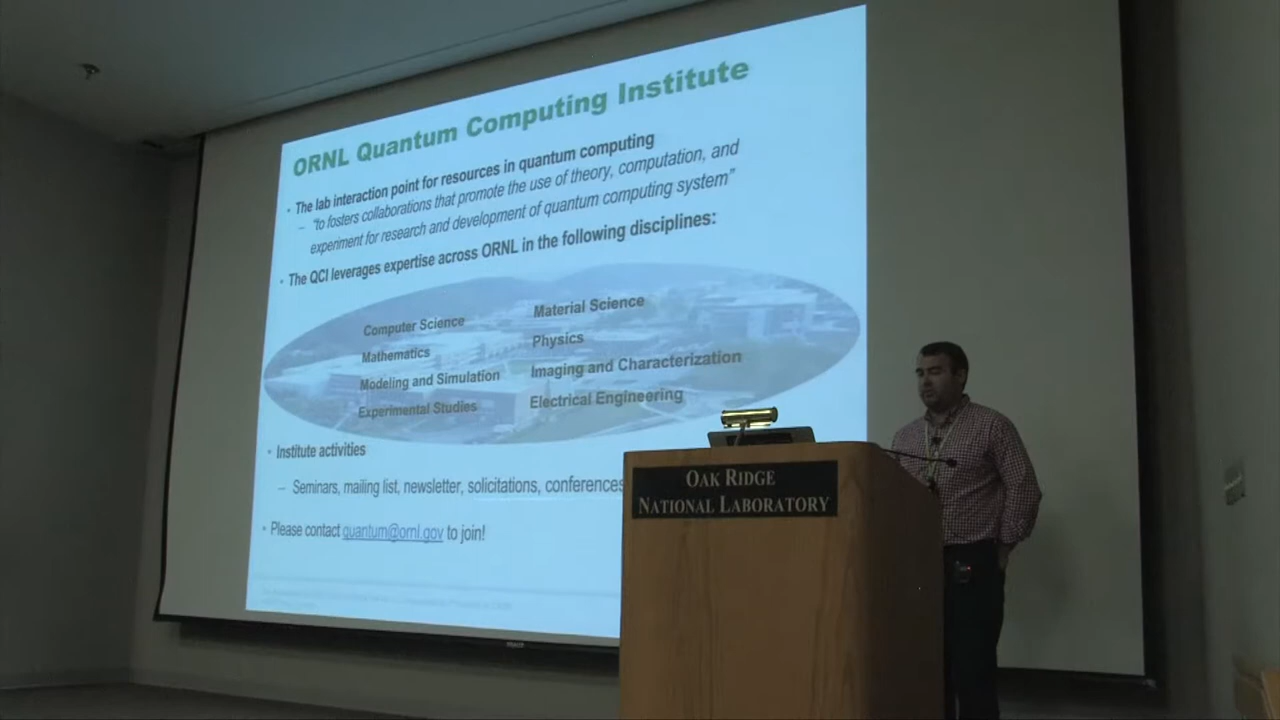 ORNL Quantum Computing Institute
• The lab interaction point for resources in quantum computing
– "to fosters collaborations that promote the use of theory, computation, and
experiment for research and development of quantum computing system"
• The QCI leverages expertise across ORNL in the following disciplines:
Computer Science
Mathematics
Modeling and Simulation
Experimental Studies
Material Science
Physics
Imaging and Characterization
Electrical Engineering
• Institute activities
– Seminars, mailing list, newsletter, solicitations, conferences
• Please contact quantum@ornl.gov to join!
OAK RIDGE
NATIONAL LABORATORY